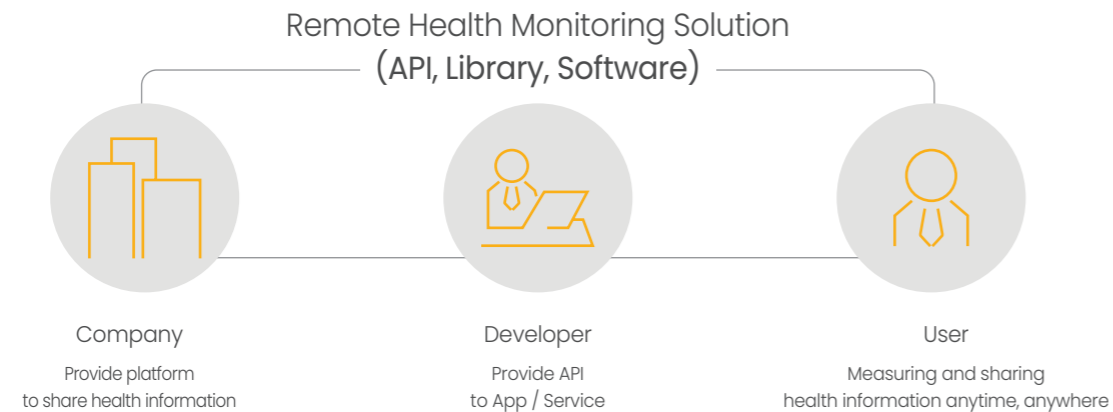 Remote Health Monitoring Solution
(API, Library, Software)
Company
Provide platform
to share health information
Developer
Provide API
to App / Service
User
Measuring and sharing
health information anytime, anywhere